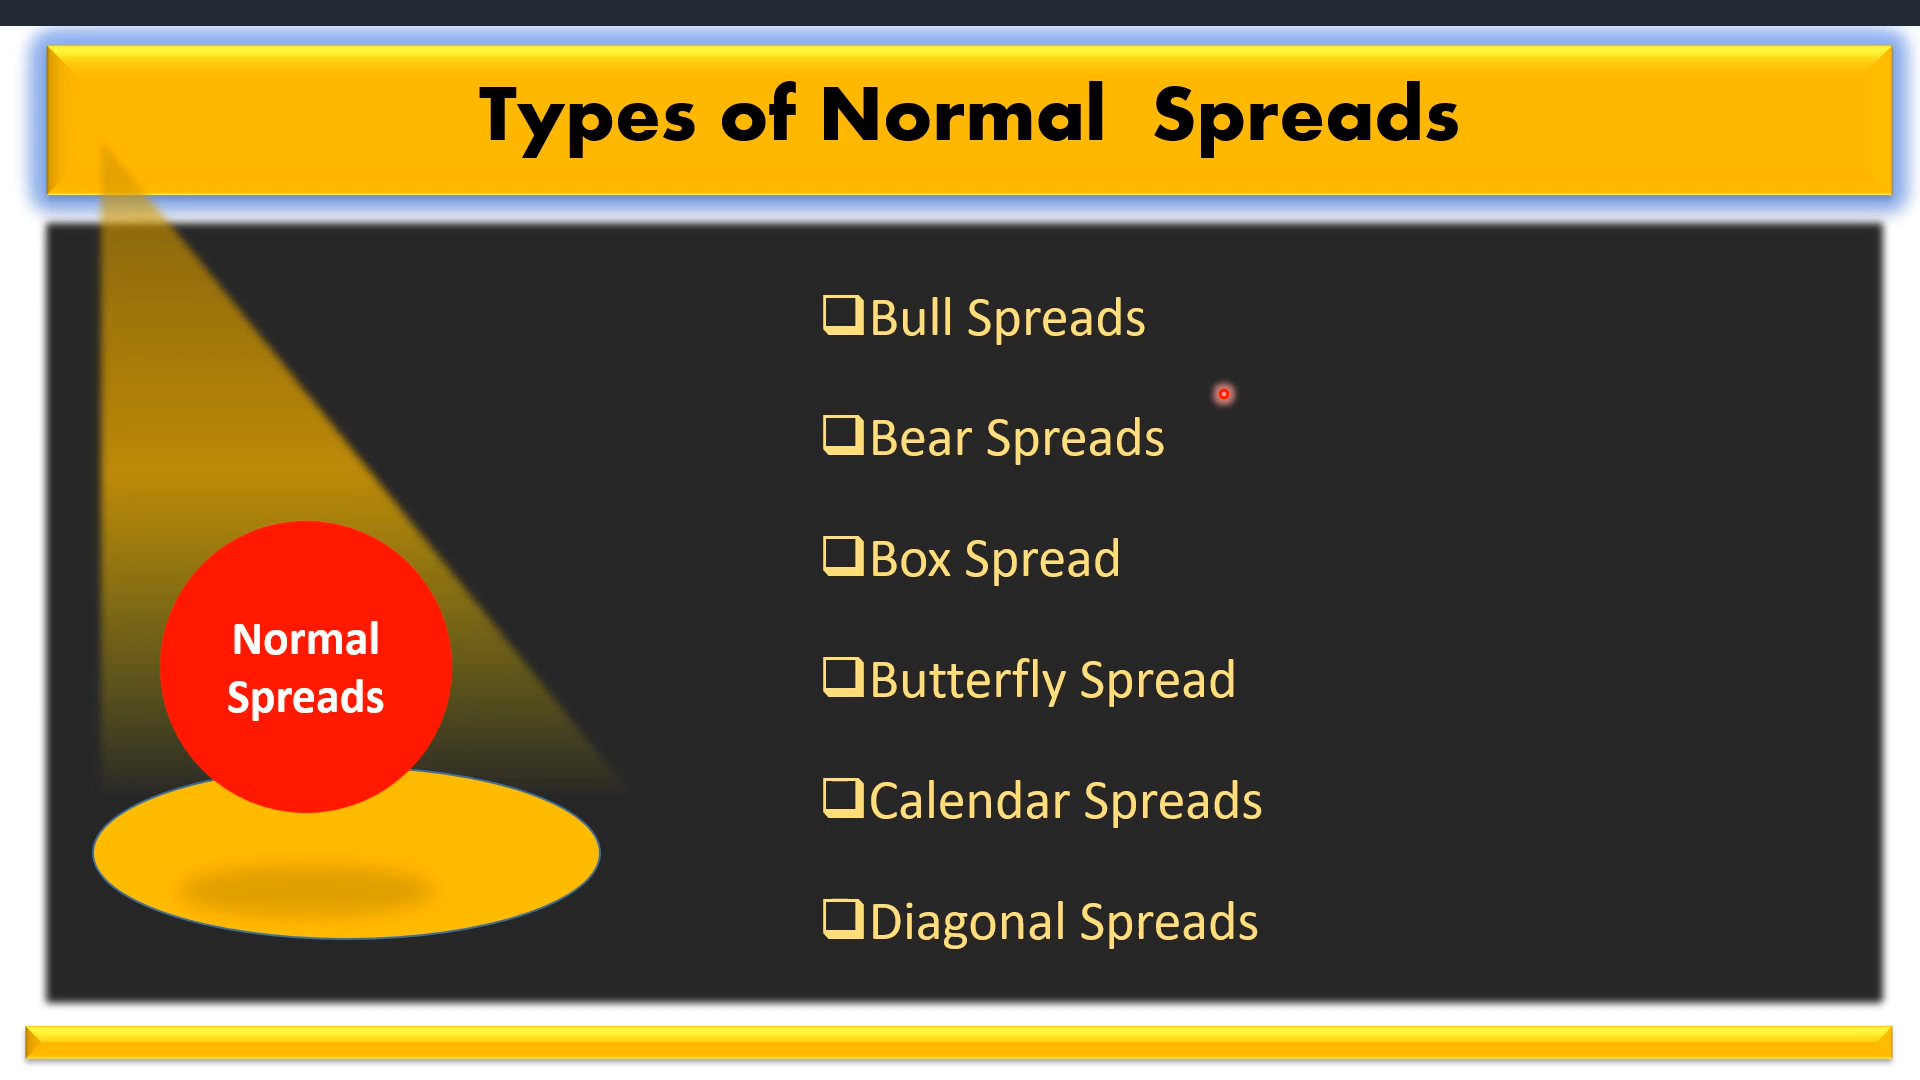 Types of Normal  Spreads
Bull Spreads
Bear Spreads
Box Spread
Butterfly Spread
Calendar Spreads
Diagonal Spreads
Normal
Spreads